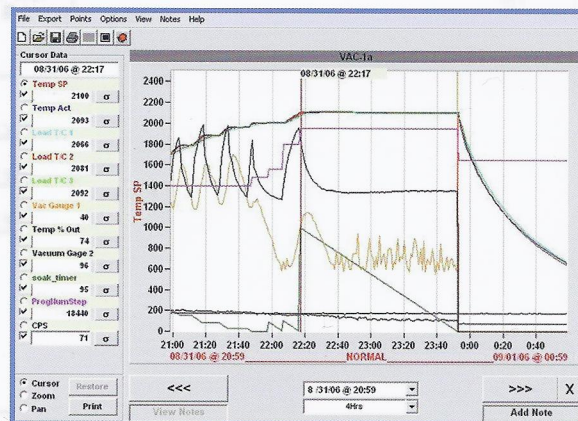 File Export Points Options View Notes Help
Cursor Data
08/31/06 @ 22:17
Temp SP
2100 σ
Temp Act
2093 σ
Load T/C 1
2066 σ
Load T/C 2
2081 σ
Load T/C 3
2092 σ
Vac Gauge 1
40 σ
Temp % Out
74 σ
Vacuum Gage 2
96 σ
soak_timer
95 σ
ProgIIumStep
18440 σ
CPS
71 σ
Cursor
Zoom
Pan
Restore
Print
VAC-1a
08/31/06 @ 22:17
2400
2200
2000
1800
1600
1400
1200
1000
800
600
400
200
0
Temp SP
21:00 21:20 21:40 22:00 22:20 22:40 23:00 23:20 23:40 0:00 0:20 0:40
08/31/06 @ 20:59 NORMAL 09/01/06 @ 00:59
<<<
View Notes
8 /31/06 @ 20:59
4Hrs
>>> X
Add Note